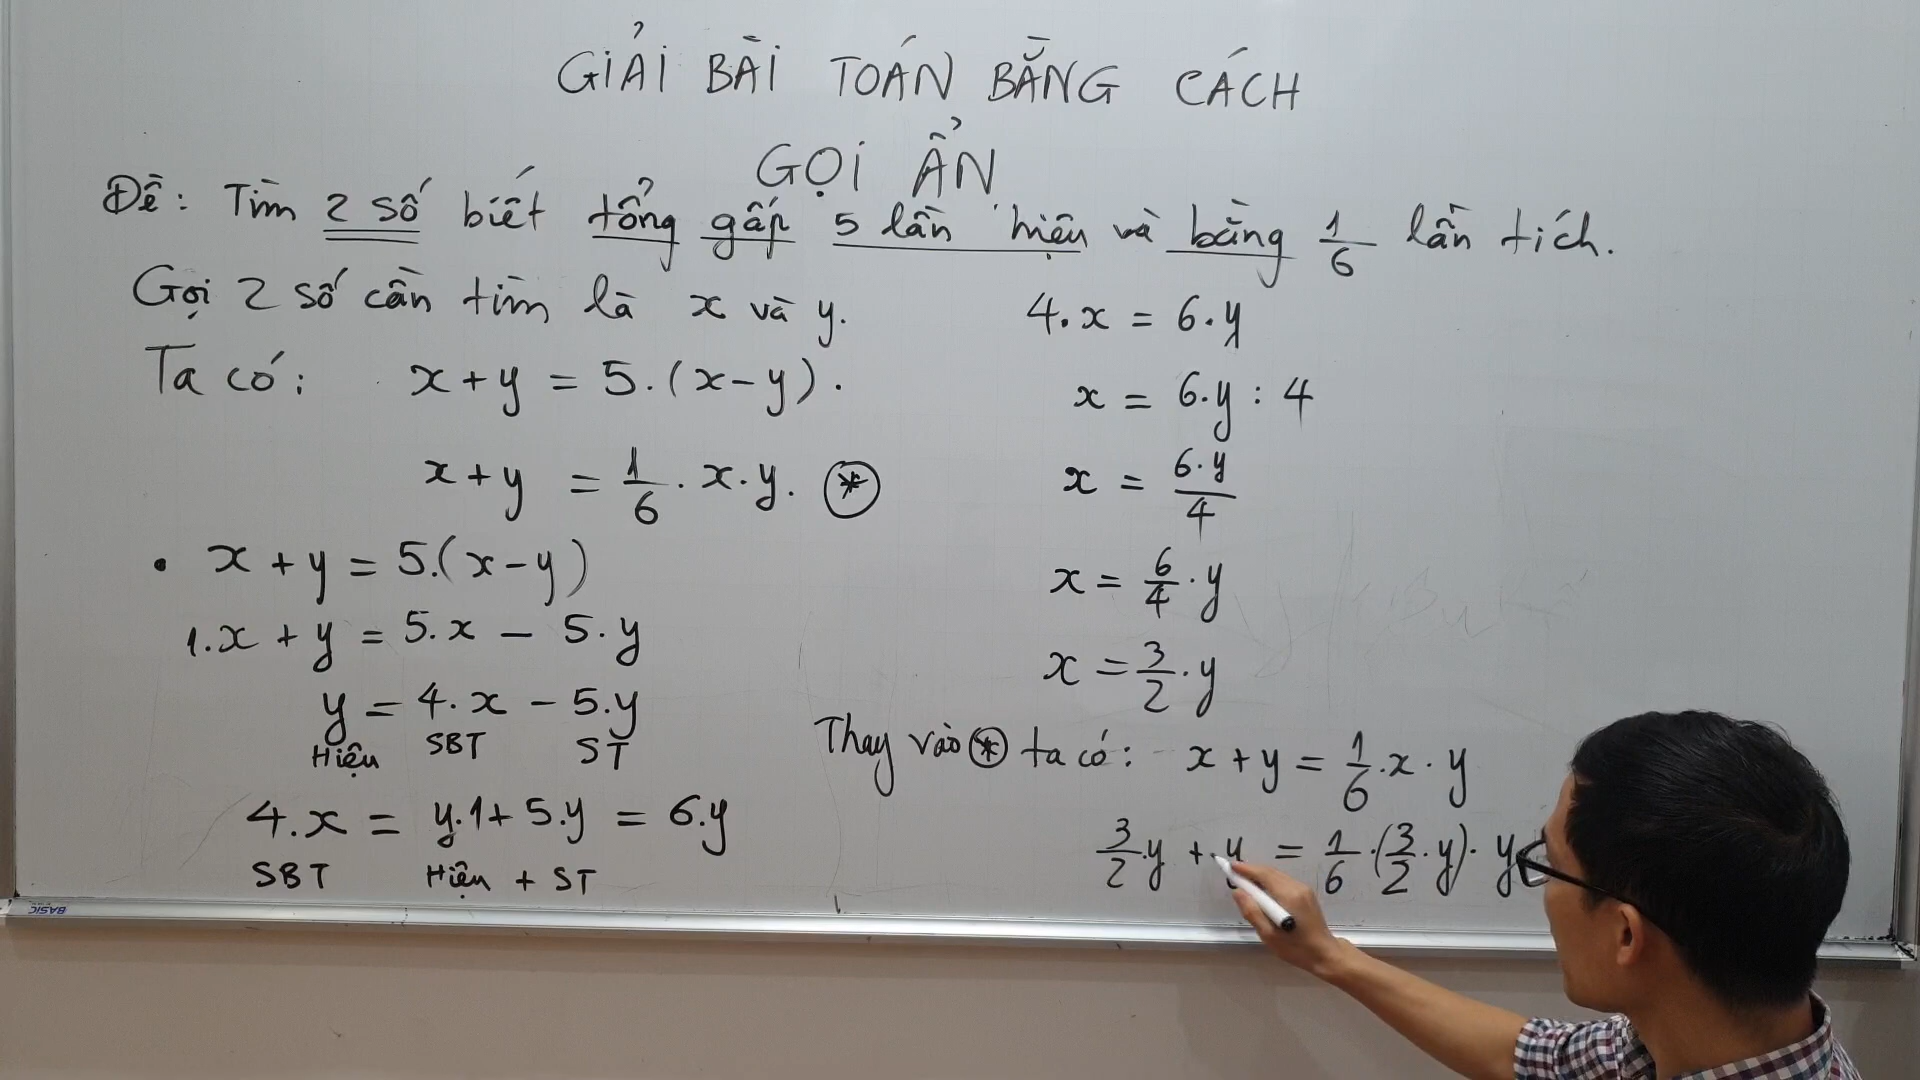 GIẢI BÀI TOÁN BẰNG CÁCH
GỌI ẨN
Đề: Tìm 2 số biết tổng gấp 5 lần hiệu và bằng 1/6 lần tích.
Gọi 2 số cần tìm là x và y.
Ta có: x + y = 5.(x - y).
x + y = 1/6 . x . y. (*)
• x + y = 5.(x - y)
1.x + y = 5.x - 5.y
y = 4.x - 5.y
Hiệu SBT ST
4.x = y.1 + 5.y = 6.y
SBT Hiệu + ST
4.x = 6.y
x = 6.y : 4
x = 6.y/4
x = 6/4 . y
x = 3/2 . y
Thay vào (*) ta có: x + y = 1/6 . x . y
3/2 . y + y = 1/6 . (3/2 . y) . y
BASIC